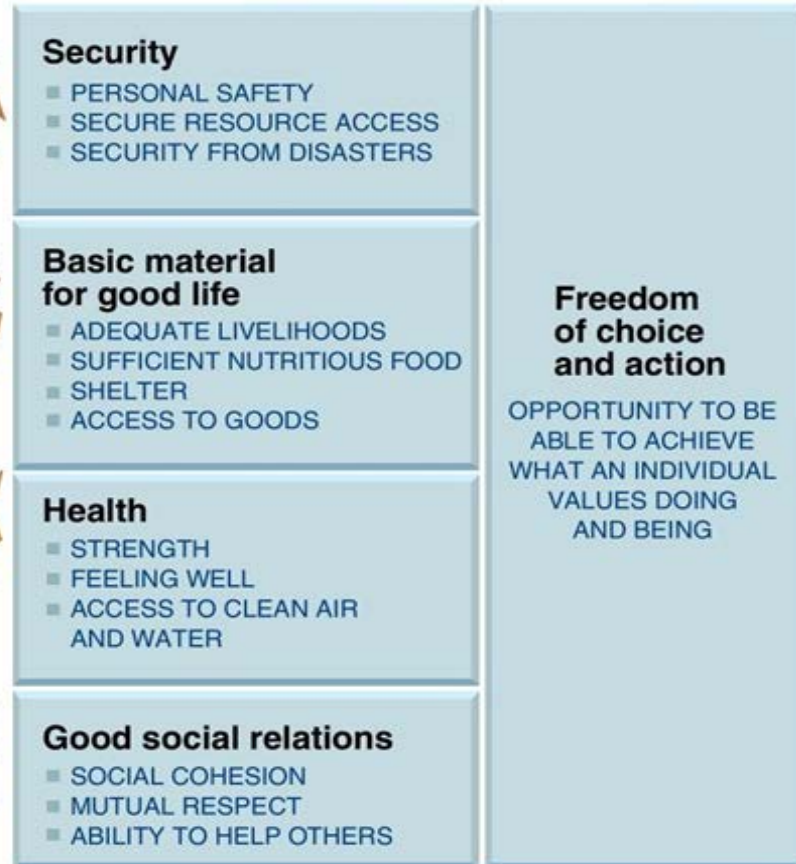 Security
PERSONAL SAFETY
SECURE RESOURCE ACCESS
SECURITY FROM DISASTERS
Basic material
for good life
ADEQUATE LIVELIHOODS
SUFFICIENT NUTRITIOUS FOOD
SHELTER
ACCESS TO GOODS
Health
STRENGTH
FEELING WELL
ACCESS TO CLEAN AIR
AND WATER
Good social relations
SOCIAL COHESION
MUTUAL RESPECT
ABILITY TO HELP OTHERS
Freedom
of choice
and action
OPPORTUNITY TO BE
ABLE TO ACHIEVE
WHAT AN INDIVIDUAL
VALUES DOING
AND BEING